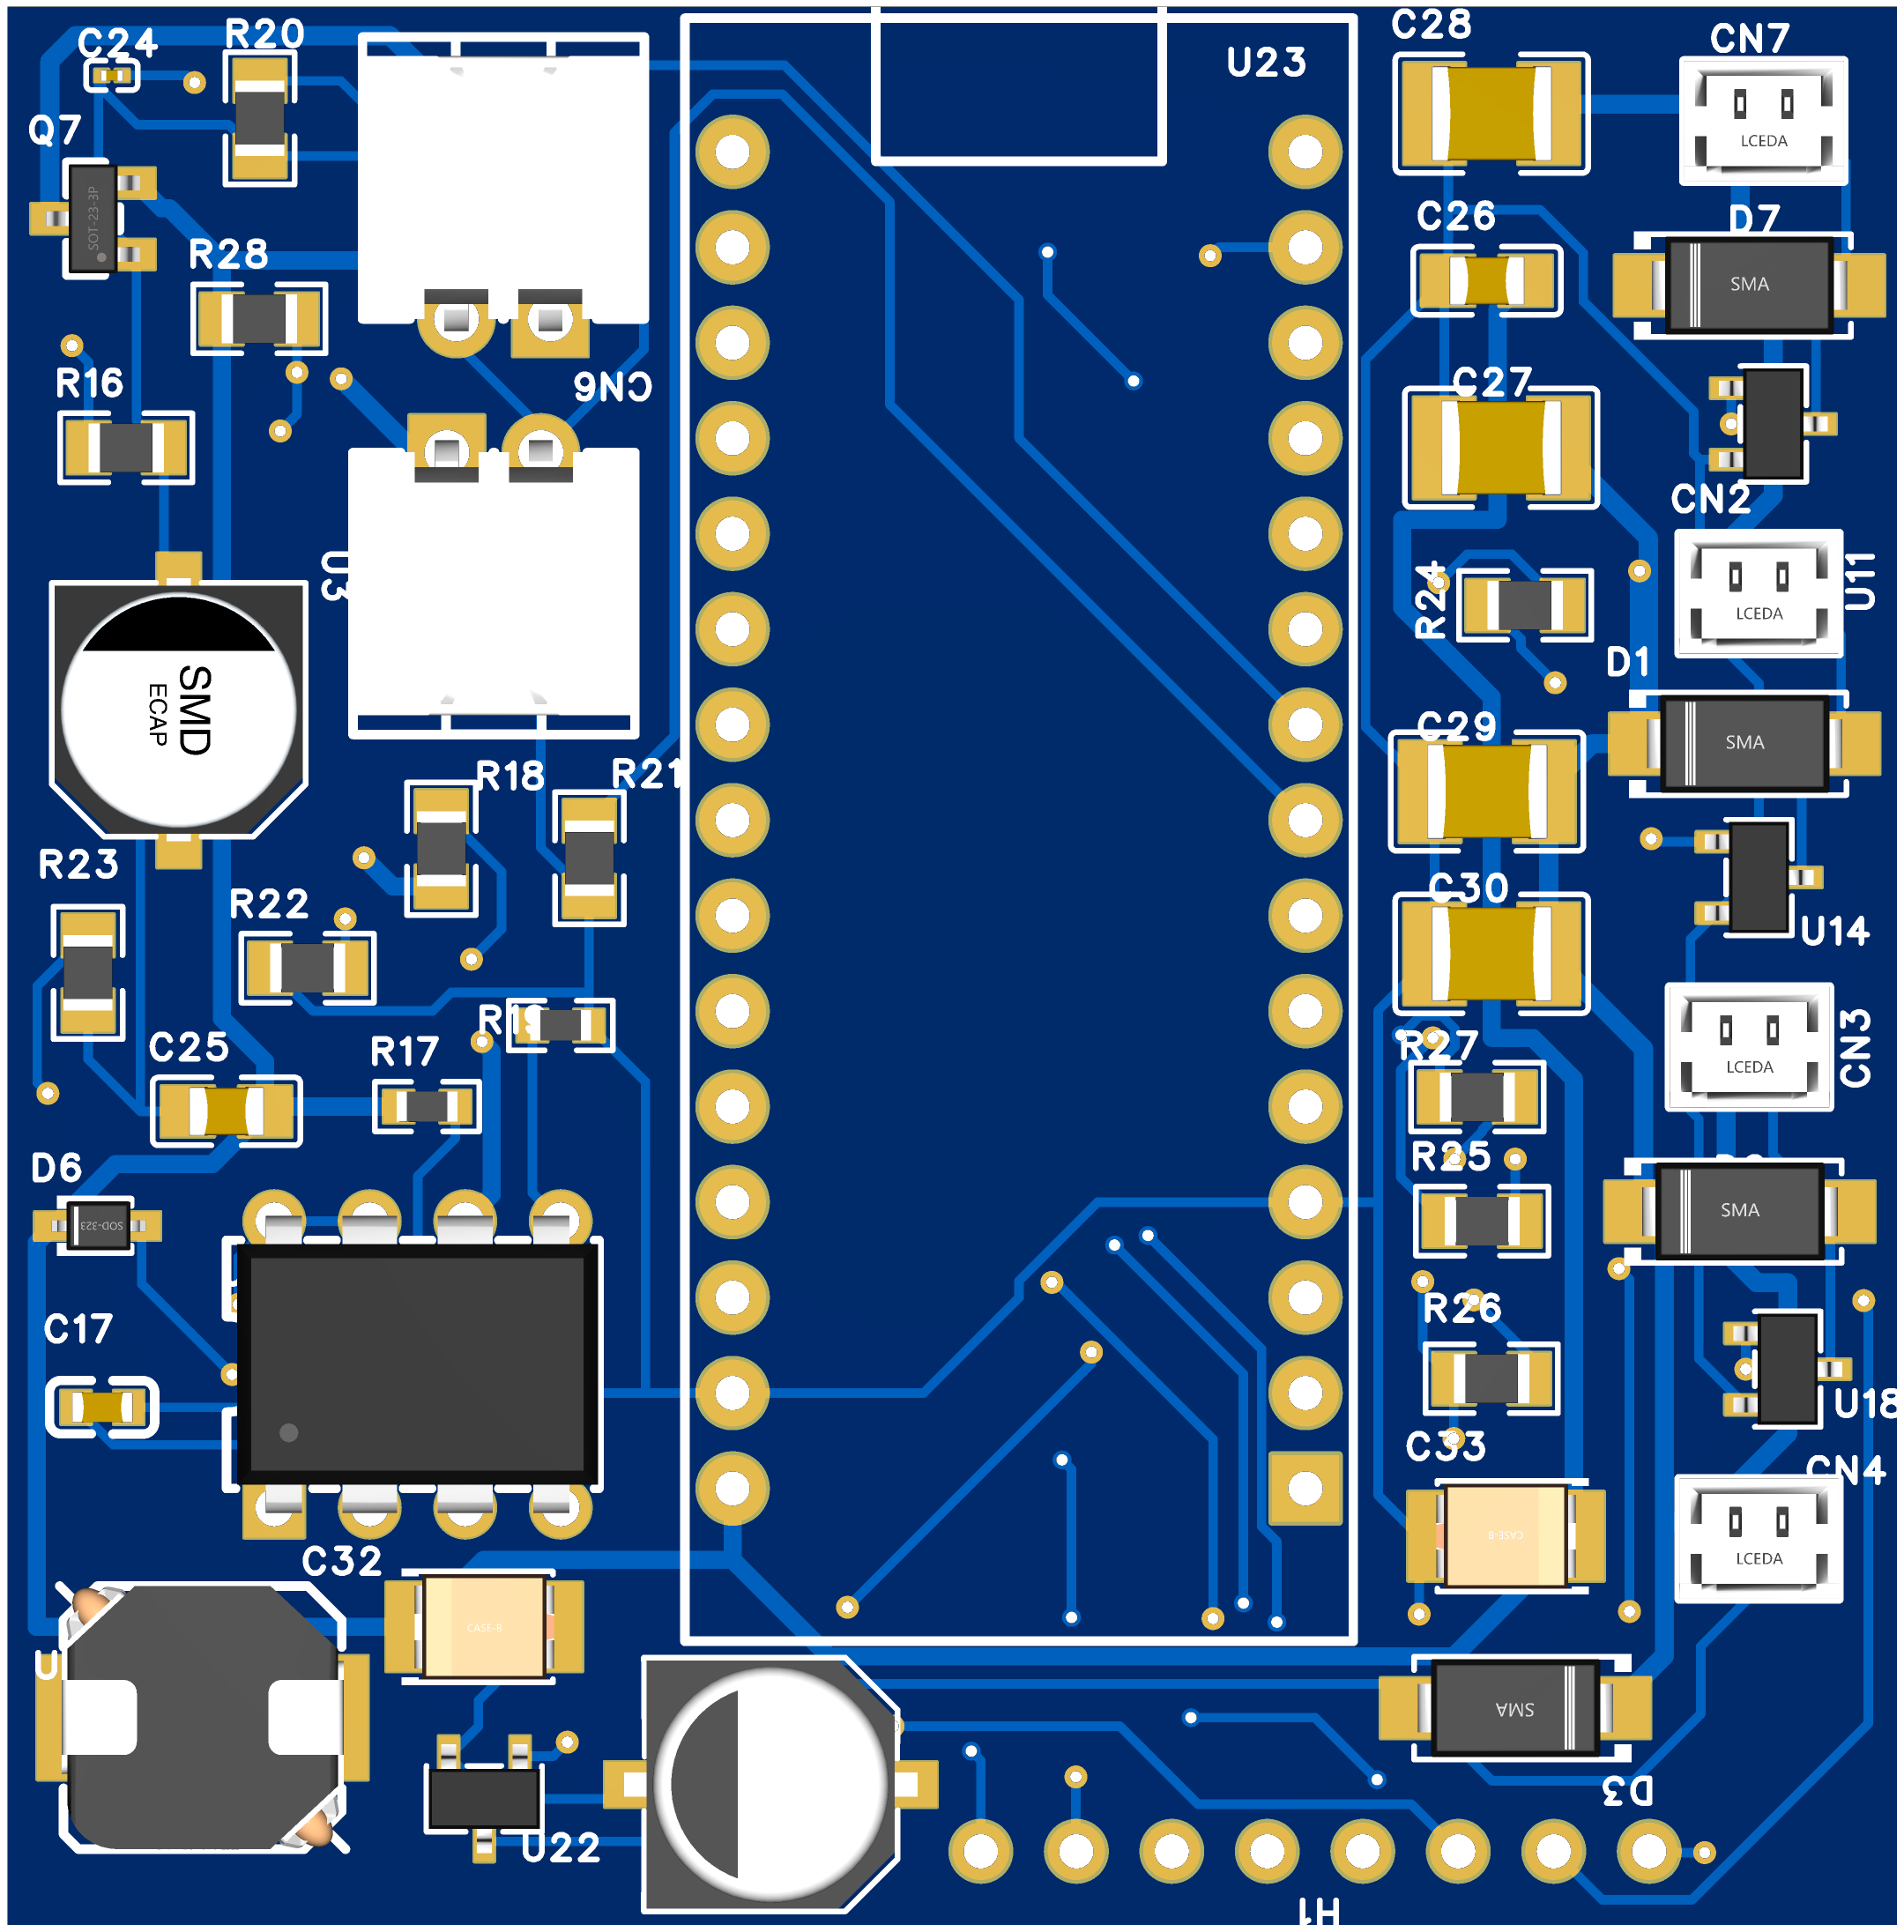 C24
R20
U23
C28
CN7
LCEDA
Q7
SOT-23-3P
C26
D7
SMA
R28
R16
CN6
C27
CN2
LCEDA
U11
U3
R24
D1
SMA
SMD
ECAP
C29
R18
R21
R23
R22
C30
U14
R19
R27
CN3
LCEDA
C25
R17
R25
D6
SOD-323
SMA
C17
R26
U18
C33
CN4
CASE-B
LCEDA
C32
CASE-B
U
SMA
D3
U22
H1